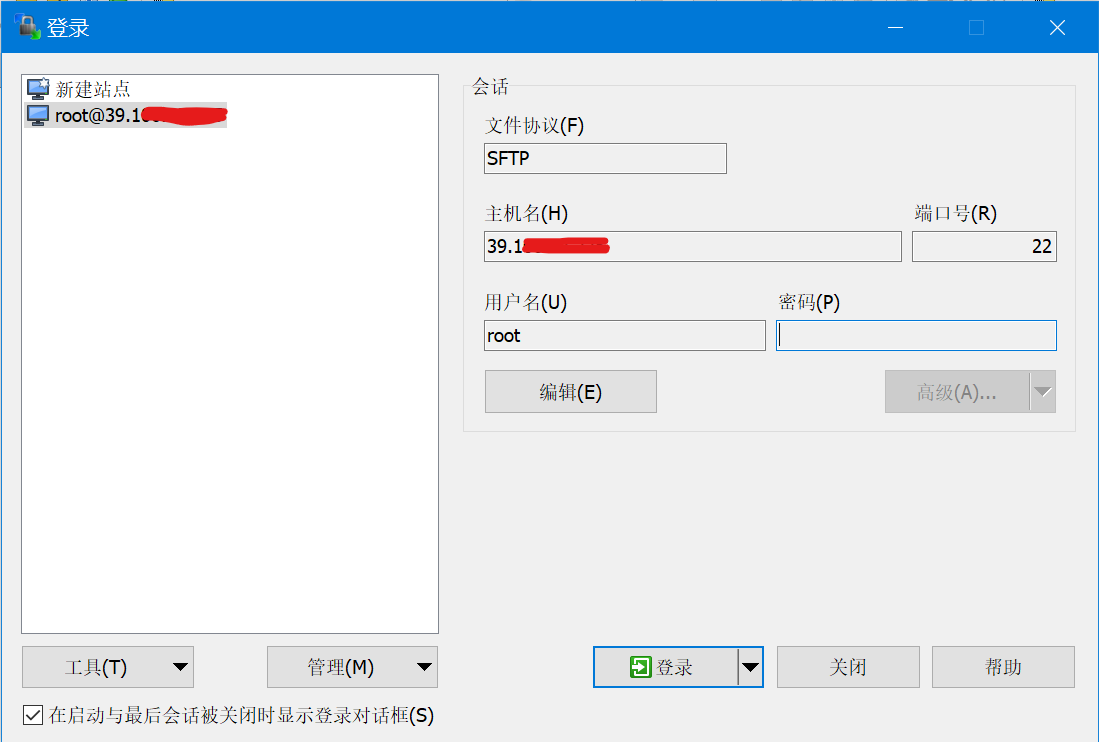 登录
新建站点
root@39.1
会话
文件协议(F)
SFTP
主机名(H)
端口号(R)
39.1
22
用户名(U)
密码(P)
root
编辑(E)
高级(A)...
工具(T)
管理(M)
登录
关闭
帮助
在启动与最后会话被关闭时显示登录对话框(S)